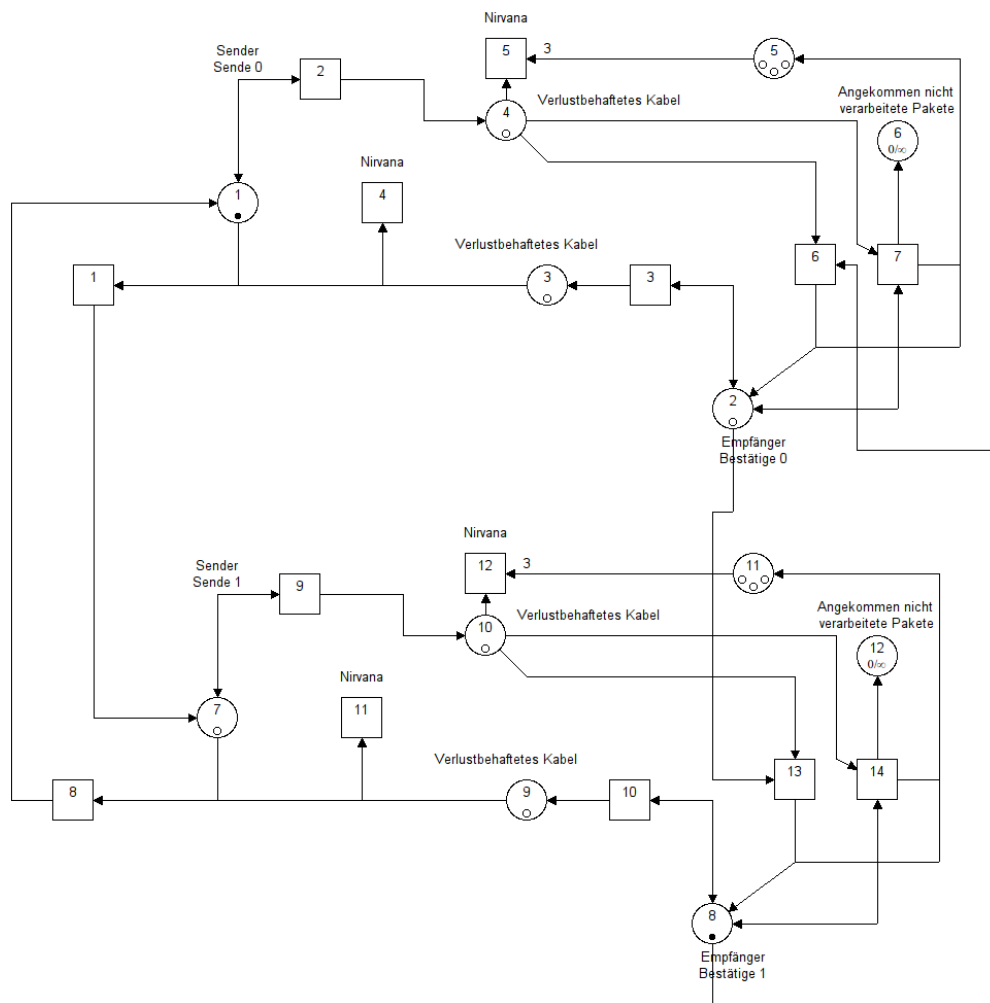 Nirvana
5
3
5
Sender
Sende 0
2
Angekommen nicht
verarbeitete Pakete
Verlustbehaftetes Kabel
4
6
0/∞
Nirvana
4
1
Verlustbehaftetes Kabel
6
7
1
3
3
2
Empfänger
Bestätige 0
Nirvana
12
3
11
Sender
Sende 1
9
Angekommen nicht
verarbeitete Pakete
Verlustbehaftetes Kabel
10
12
0/∞
Nirvana
11
7
Verlustbehaftetes Kabel
13
14
8
9
10
8
Empfänger
Bestätige 1